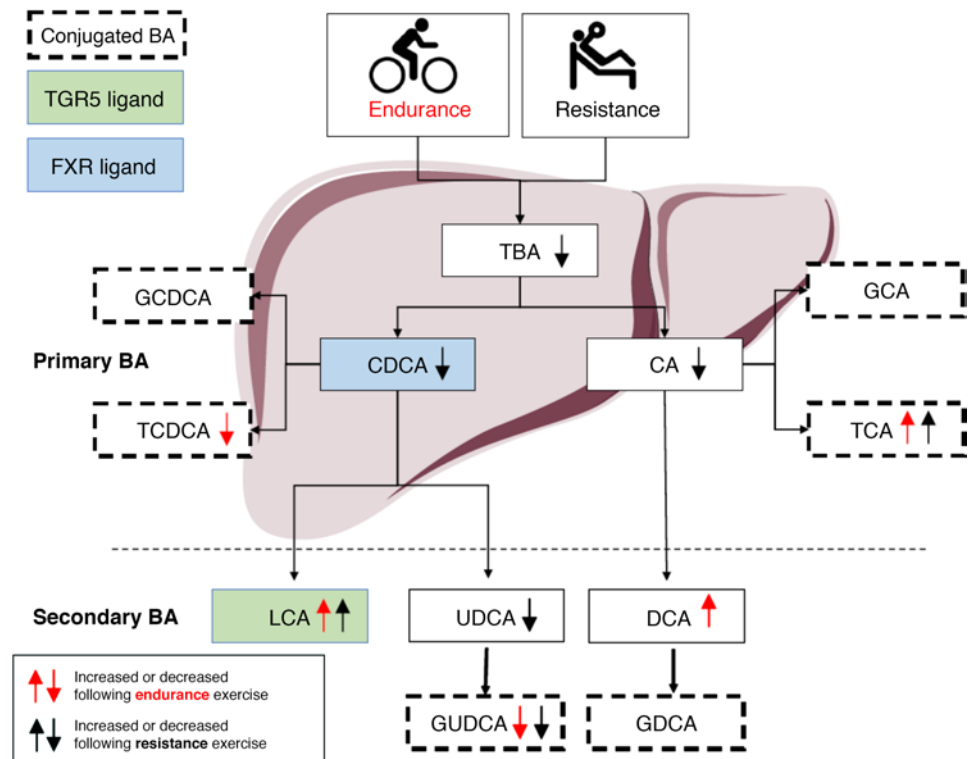 Conjugated BA
TGR5 ligand
FXR ligand
Endurance
Resistance
TBA
GCDCA
GCA
Primary BA
CDCA
CA
TCDCA
TCA
Secondary BA
LCA
UDCA
DCA
GUDCA
GDCA
Increased or decreased
following endurance exercise
Increased or decreased
following resistance exercise